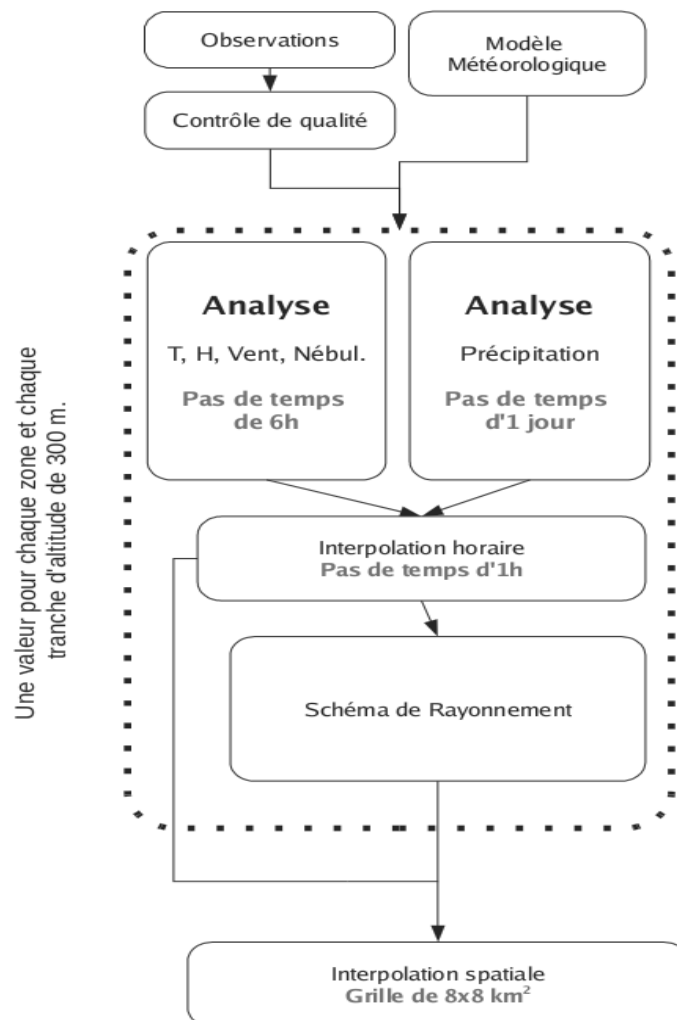 Observations
Modèle
Météorologique
Contrôle de qualité
Une valeur pour chaque zone et chaque
tranche d'altitude de 300 m.
Analyse
T, H, Vent, Nébul.
Pas de temps
de 6h
Analyse
Précipitation
Pas de temps
d'1 jour
Interpolation horaire
Pas de temps d'1h
Schéma de Rayonnement
Interpolation spatiale
Grille de 8x8 km²